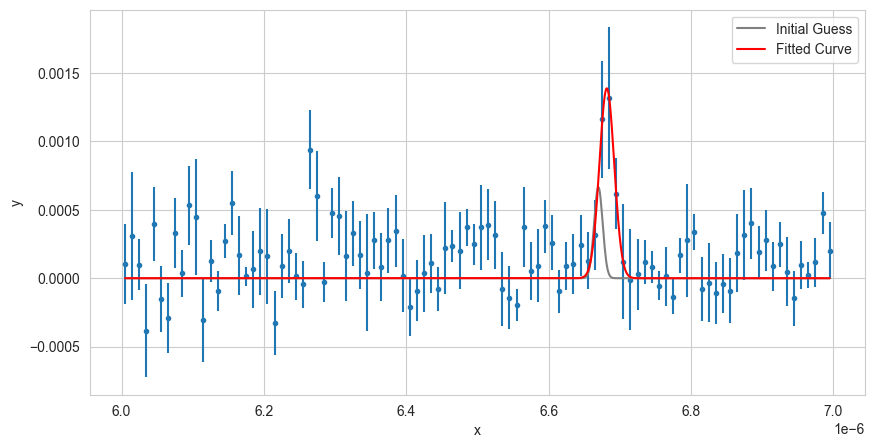 Initial Guess
Fitted Curve
0.0015
0.0010
0.0005
0.0000
−0.0005
y
6.0 6.2 6.4 6.6 6.8 7.0
1e−6
x